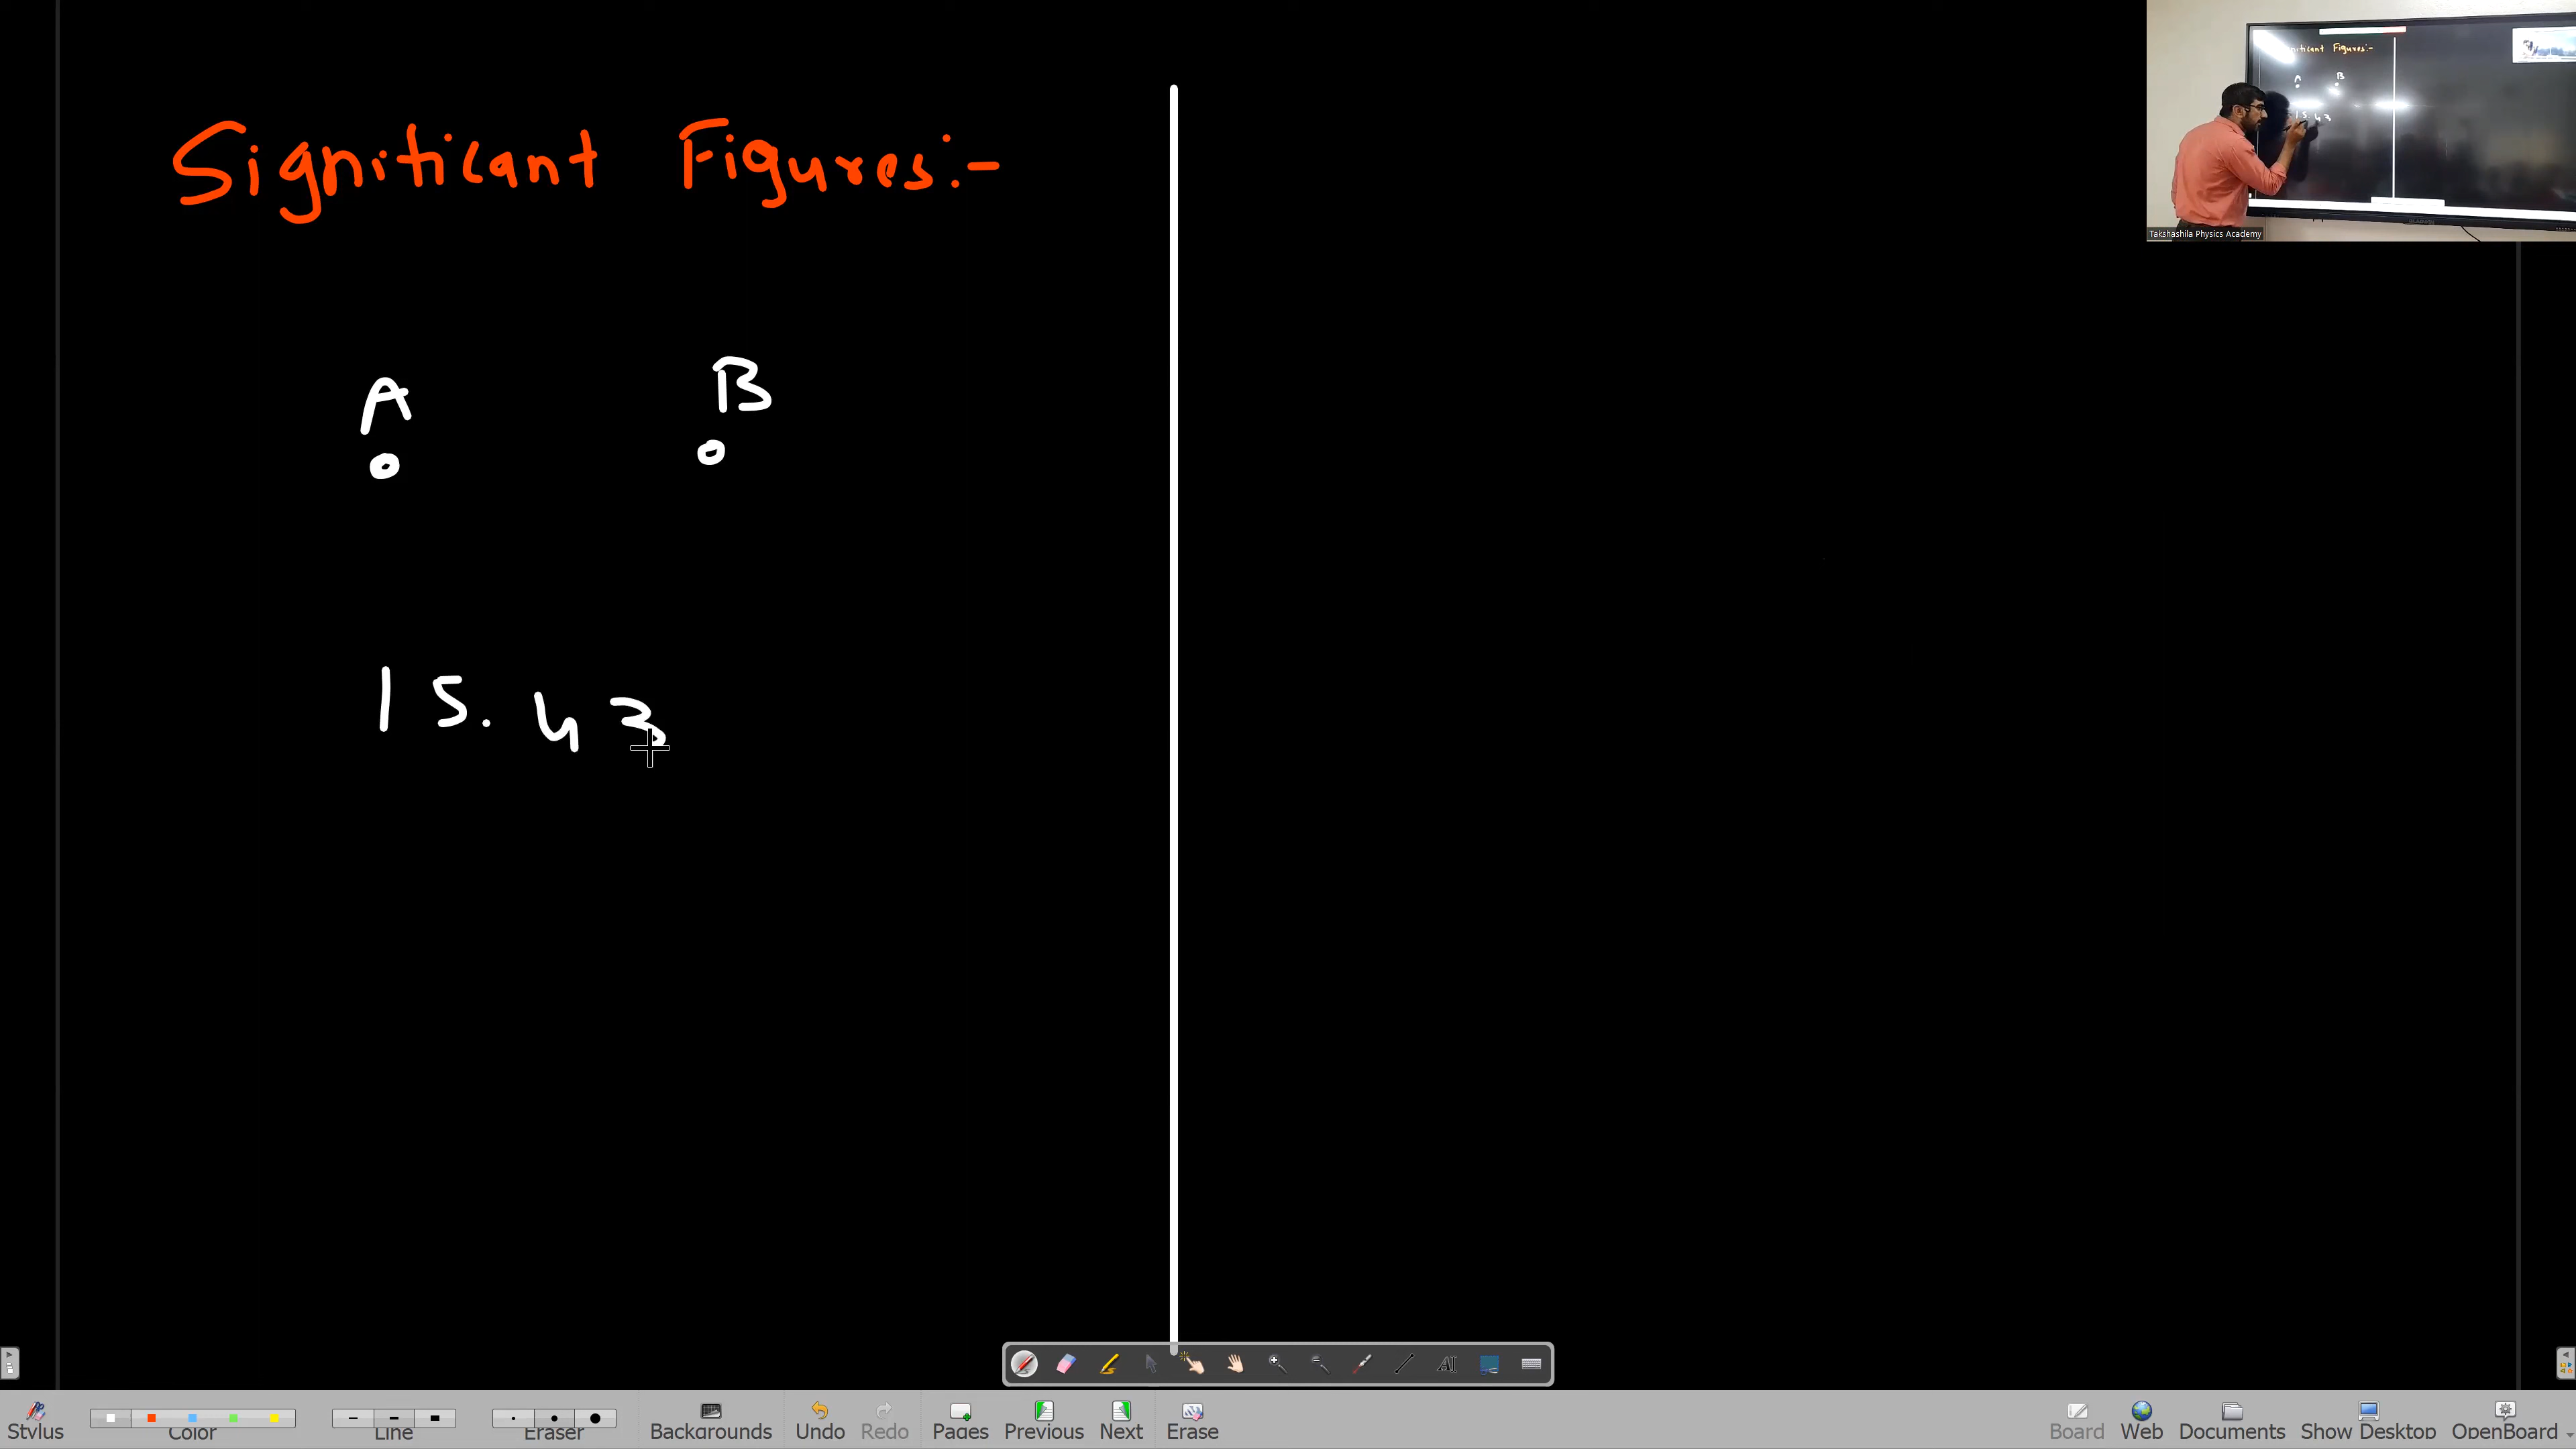 Significant Figures:-
A B
15.43
Takshashila Physics Academy
Stylus Color Line Eraser Backgrounds Undo Redo Pages Previous Next Erase Board Web Documents Show Desktop OpenBoard